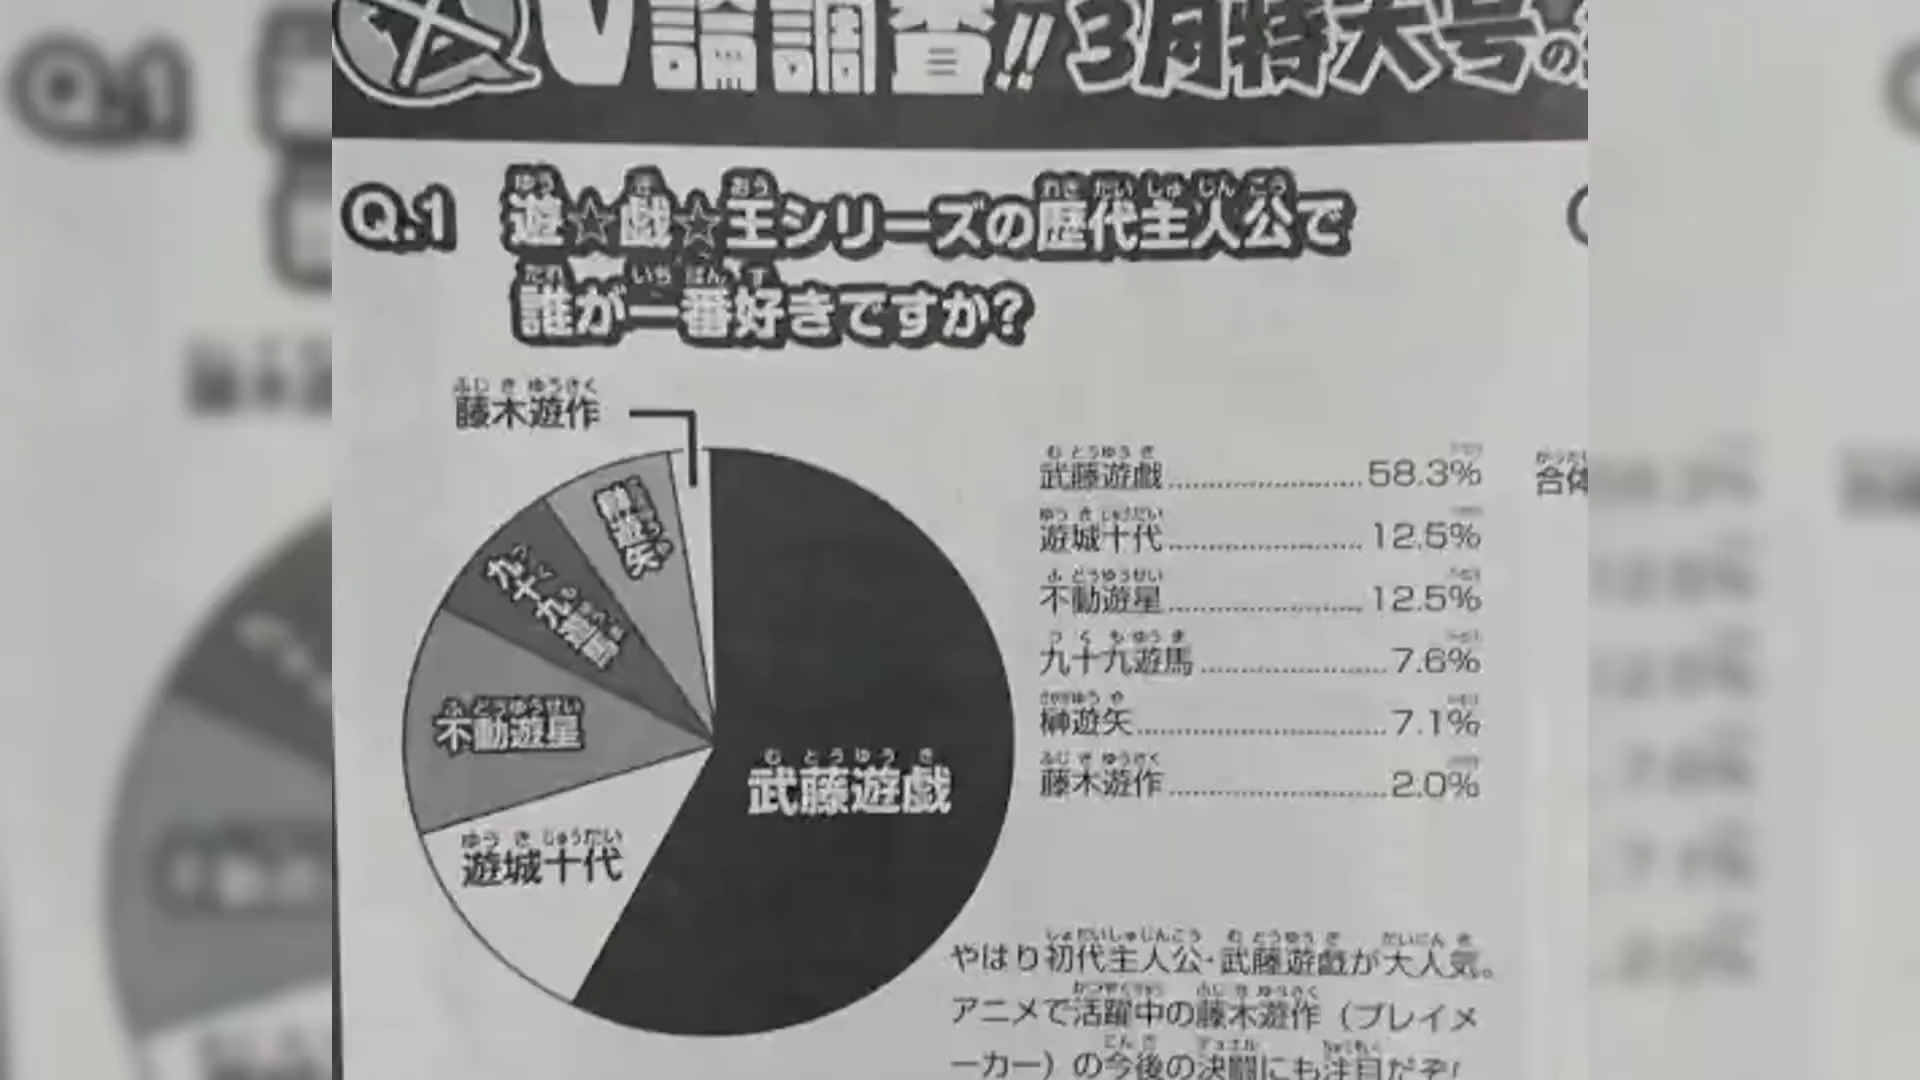 V論調査!! 3月特大号の
Q.1 遊☆戯☆王シリーズの歴代主人公で
誰が一番好きですか?
藤木遊作
榊遊矢
九十九遊馬
不動遊星
遊城十代
武藤遊戯
武藤遊戯……58.3%
遊城十代……12.5%
不動遊星……12.5%
九十九遊馬……7.6%
榊遊矢……7.1%
藤木遊作……2.0%
合体
やはり初代主人公・武藤遊戯が大人気。
アニメで活躍中の藤木遊作(プレイメ
ーカー)の今後の決闘にも注目だぞ!